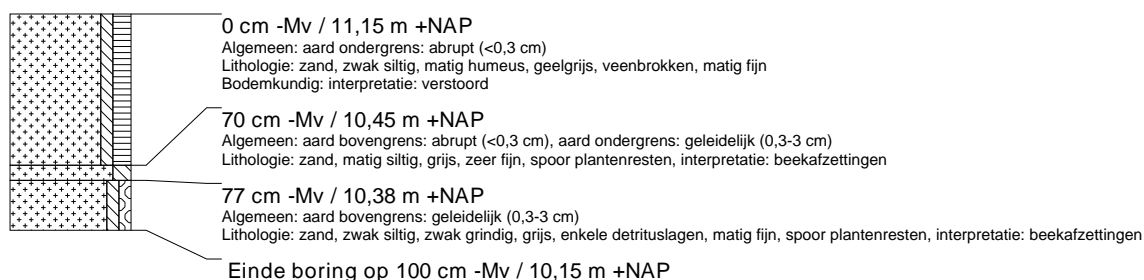 0 cm -Mv / 11,15 m +NAP
Algemeen: aard ondergrens: abrupt (<0,3 cm)
Lithologie: zand, zwak siltig, matig humeus, geelgrijs, veenbrokken, matig fijn
Bodemkundig: interpretatie: verstoord
70 cm -Mv / 10,45 m +NAP
Algemeen: aard bovengrens: abrupt (<0,3 cm), aard ondergrens: geleidelijk (0,3-3 cm)
Lithologie: zand, matig siltig, grijs, zeer fijn, spoor plantenresten, interpretatie: beekafzettingen
77 cm -Mv / 10,38 m +NAP
Algemeen: aard bovengrens: geleidelijk (0,3-3 cm)
Lithologie: zand, zwak siltig, zwak grindig, grijs, enkele detrituslagen, matig fijn, spoor plantenresten, interpretatie: beekafzettingen
Einde boring op 100 cm -Mv / 10,15 m +NAP